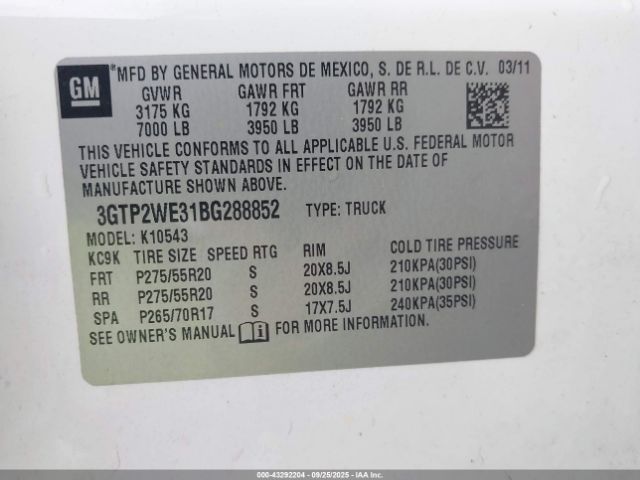 GM
*MFD BY GENERAL MOTORS DE MEXICO, S. DE R.L. DE C.V. 03/11
GVWR GAWR FRT GAWR RR
3175 KG 1792 KG 1792 KG
7000 LB 3950 LB 3950 LB
THIS VEHICLE CONFORMS TO ALL APPLICABLE U.S. FEDERAL MOTOR
VEHICLE SAFETY STANDARDS IN EFFECT ON THE DATE OF
MANUFACTURE SHOWN ABOVE.
3GTP2WE31BG288852 TYPE: TRUCK
MODEL: K10543
KC9K TIRE SIZE SPEED RTG RIM COLD TIRE PRESSURE
FRT P275/55R20 S 20X8.5J 210KPA(30PSI)
RR P275/55R20 S 20X8.5J 210KPA(30PSI)
SPA P265/70R17 S 17X7.5J 240KPA(35PSI)
SEE OWNER'S MANUAL FOR MORE INFORMATION.
000-43292204 - 09/25/2025 - IAA Inc.